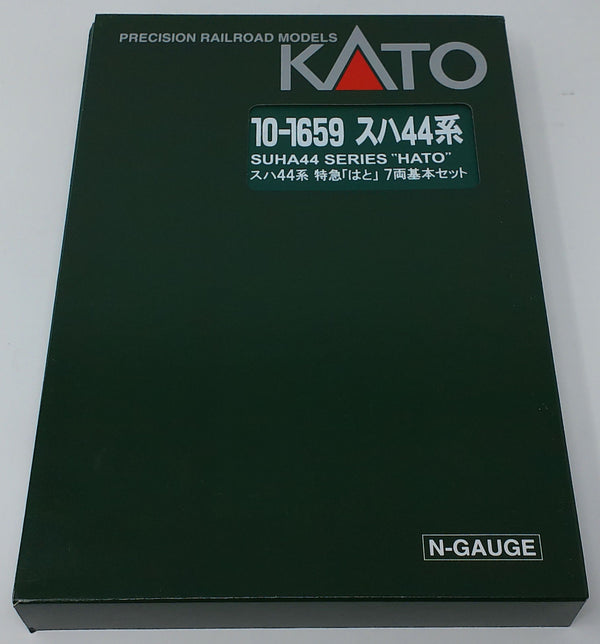 PRECISION RAILROAD MODELS
KATO
10-1659 スハ44系
SUHA44 SERIES "HATO"
スハ44系 特急「はと」 7両基本セット
N-GAUGE